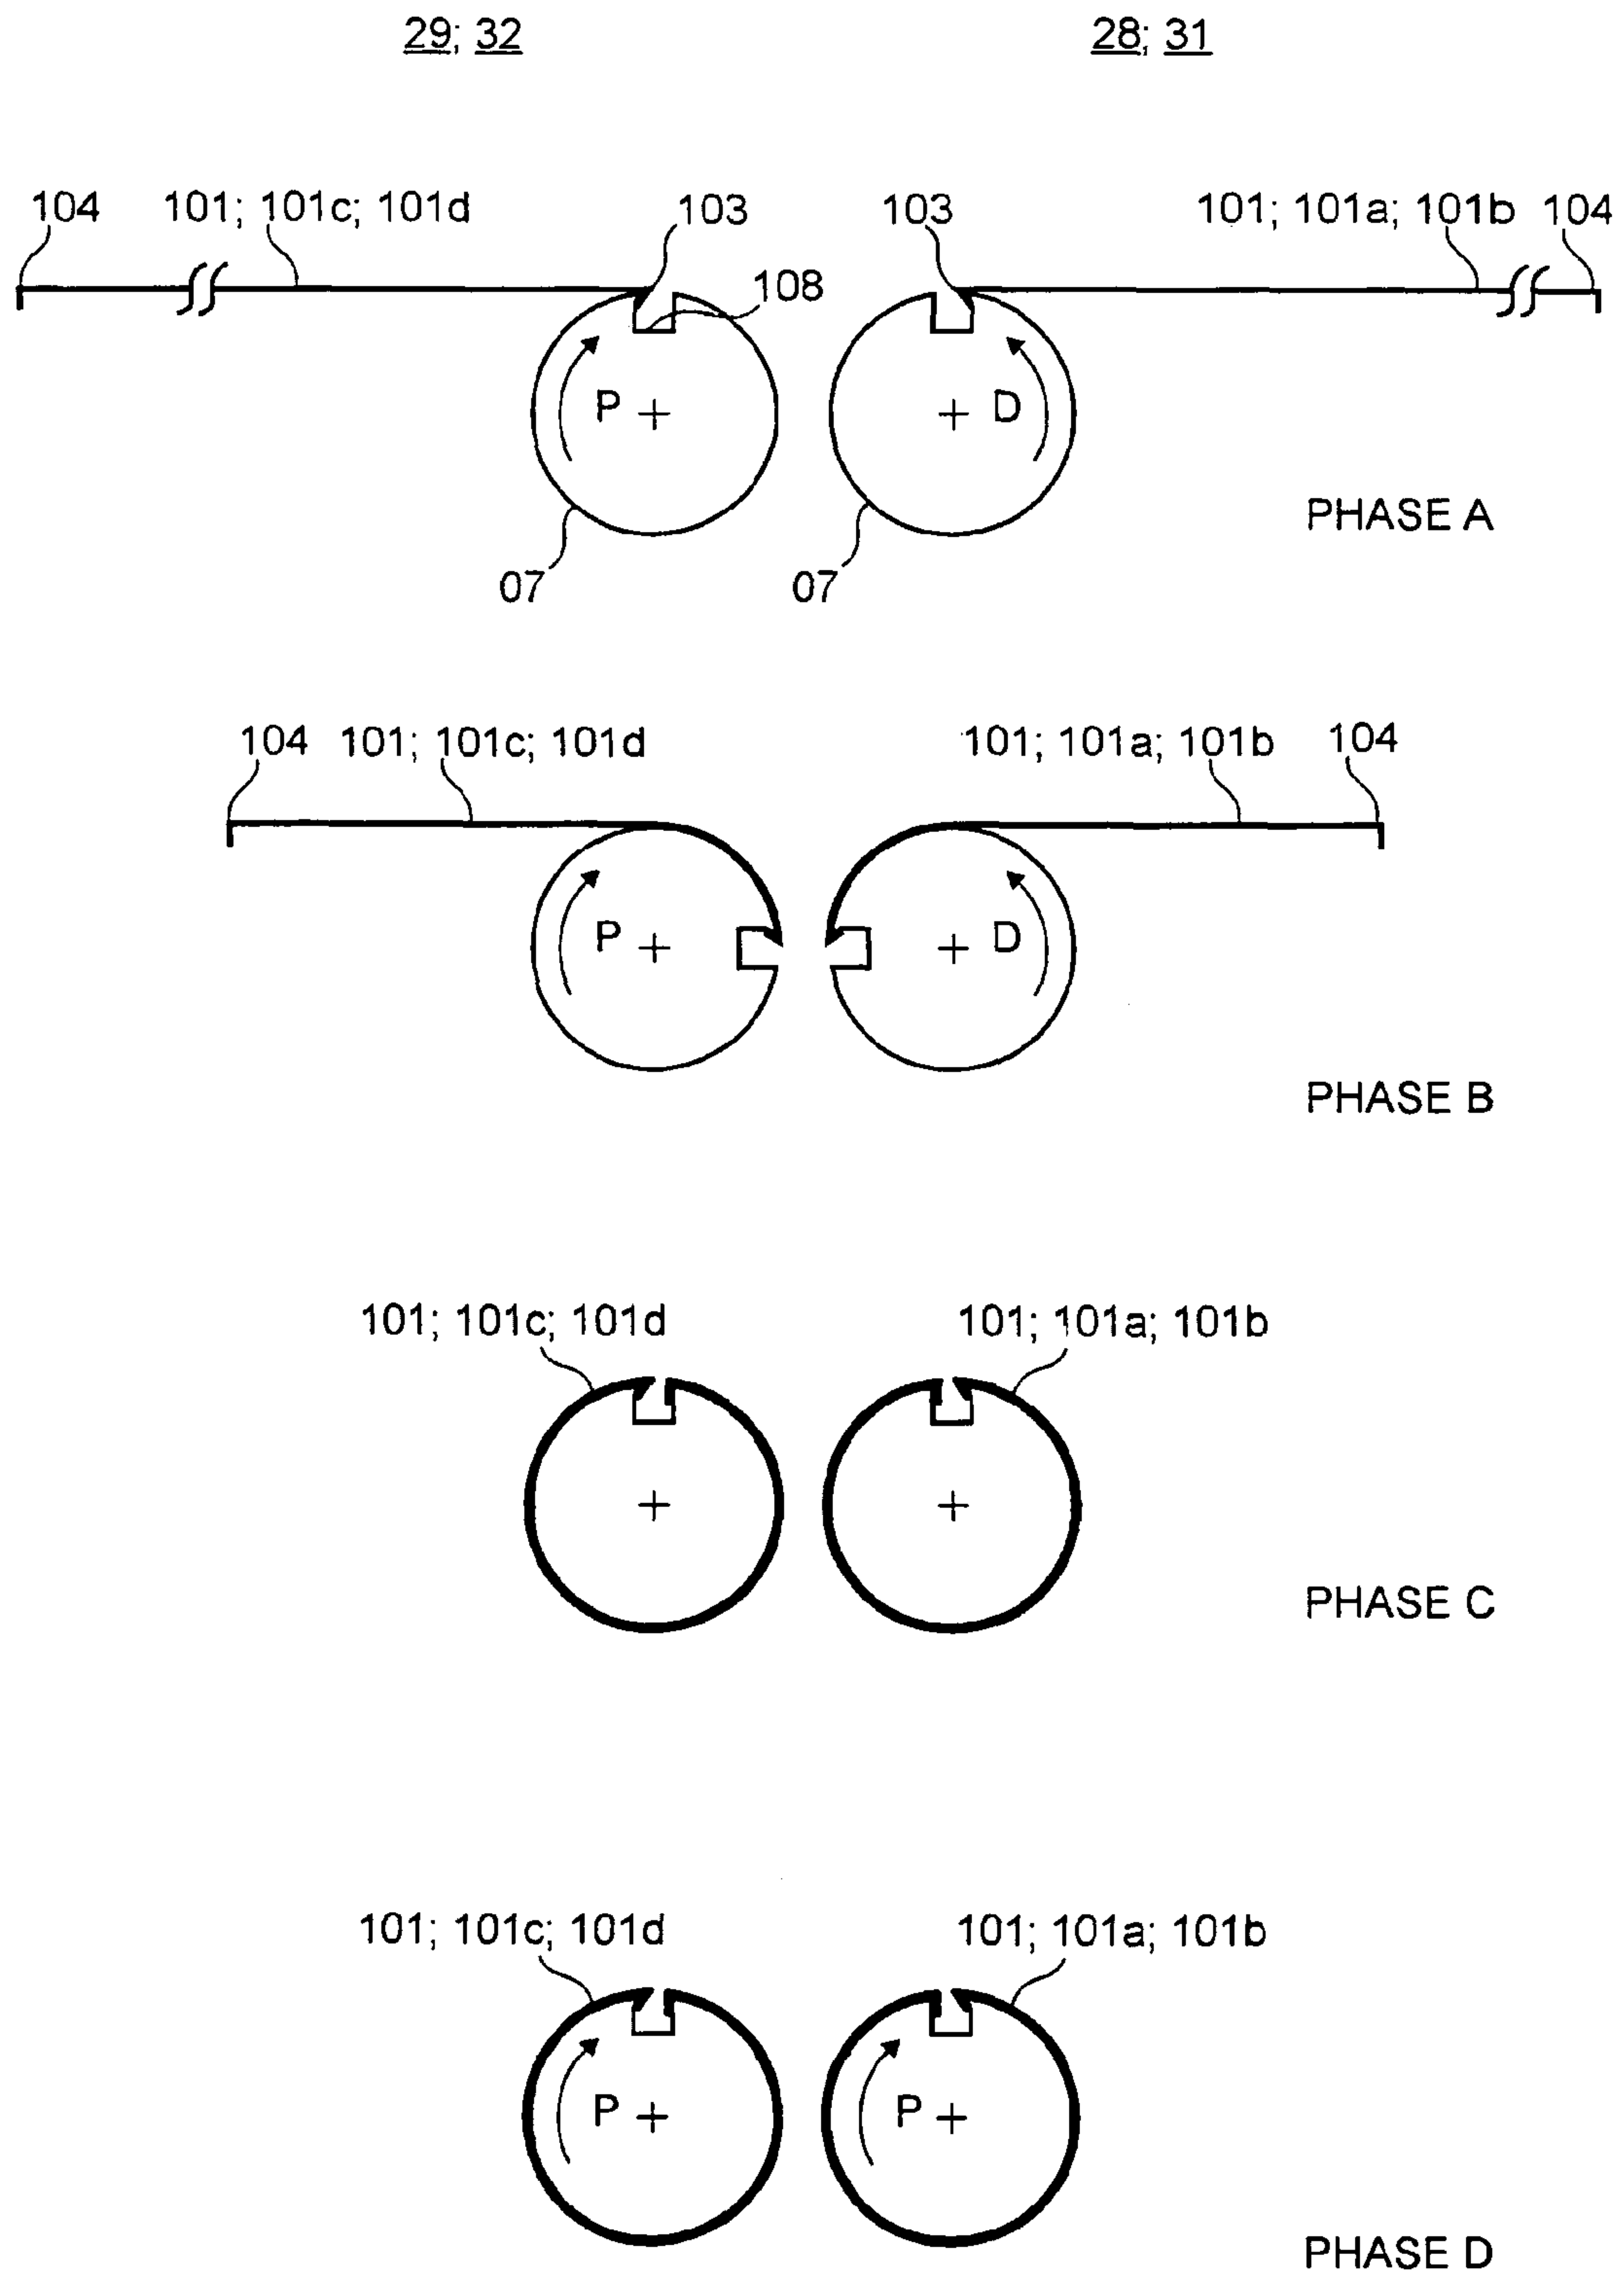 29; 32 28; 31
104 101; 101c; 101d 103 103 101; 101a; 101b 104
108
P D
PHASE A
07 07
104 101; 101c; 101d 101; 101a; 101b 104
P D
PHASE B
101; 101c; 101d 101; 101a; 101b
PHASE C
101; 101c; 101d 101; 101a; 101b
P P
PHASE D